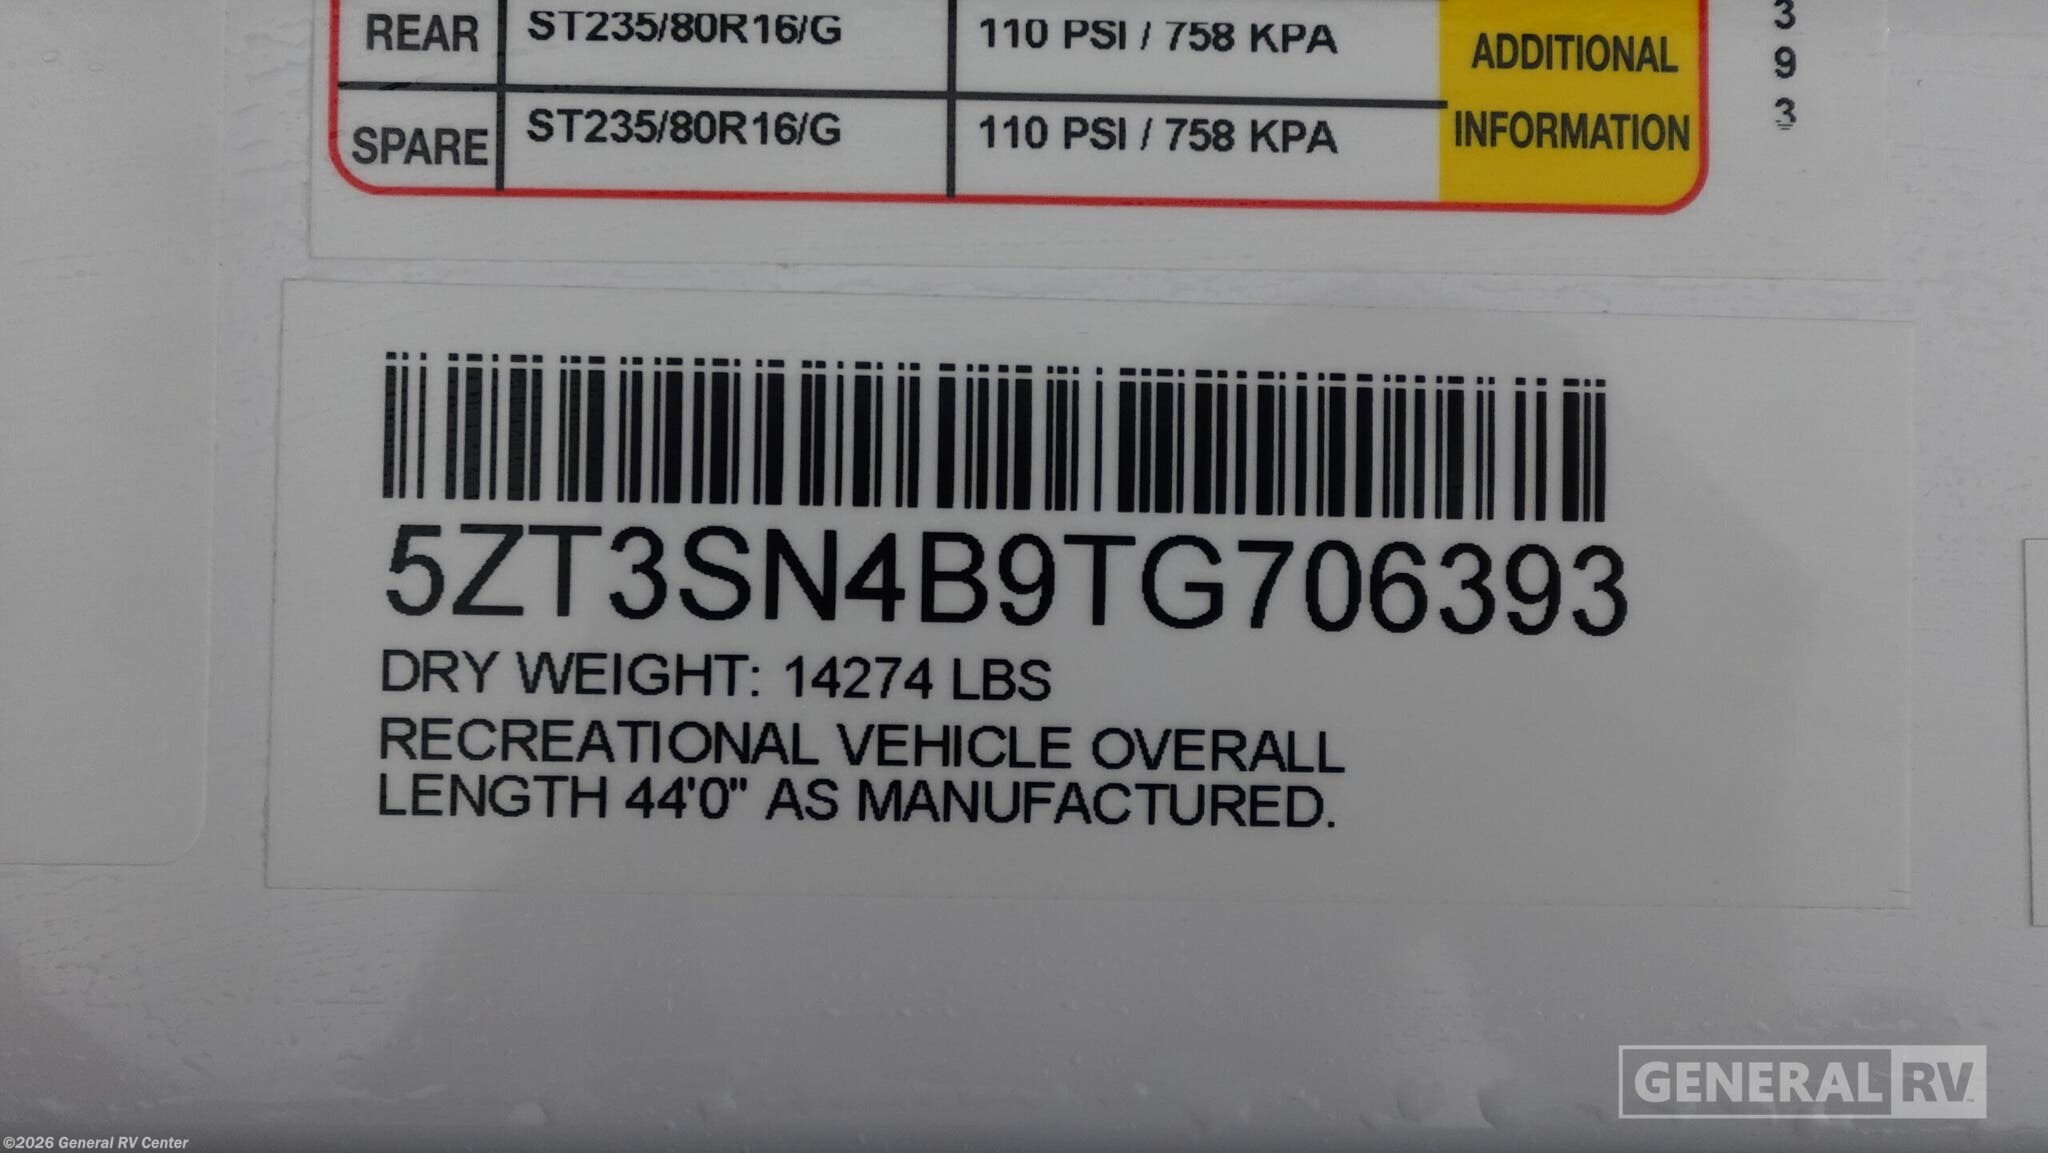 REAR ST235/80R16/G 110 PSI / 758 KPA
SPARE ST235/80R16/G 110 PSI / 758 KPA
ADDITIONAL
INFORMATION
3
9
3
5ZT3SN4B9TG706393
DRY WEIGHT: 14274 LBS
RECREATIONAL VEHICLE OVERALL
LENGTH 44'0" AS MANUFACTURED.
GENERAL RV
©2026 General RV Center